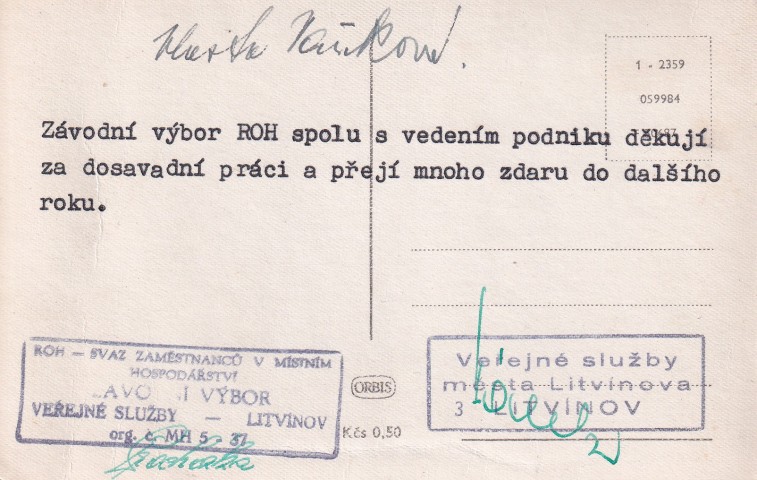 1 - 2359
059984
Závodní výbor ROH spolu s vedením podniku děkují
za dosavadní práci a přejí mnoho zdaru do dalšího
roku.
ROH — SVAZ ZAMĚSTNANCŮ V MÍSTNÍM
HOSPODÁŘSTVÍ
VÝBOR
VEŘEJNÉ SLUŽBY — LITVÍNOV
org. č. MH 5 - 37
ORBIS
Kčs 0,50
Veřejné služby
města Litvínova
3 LITVÍNOV